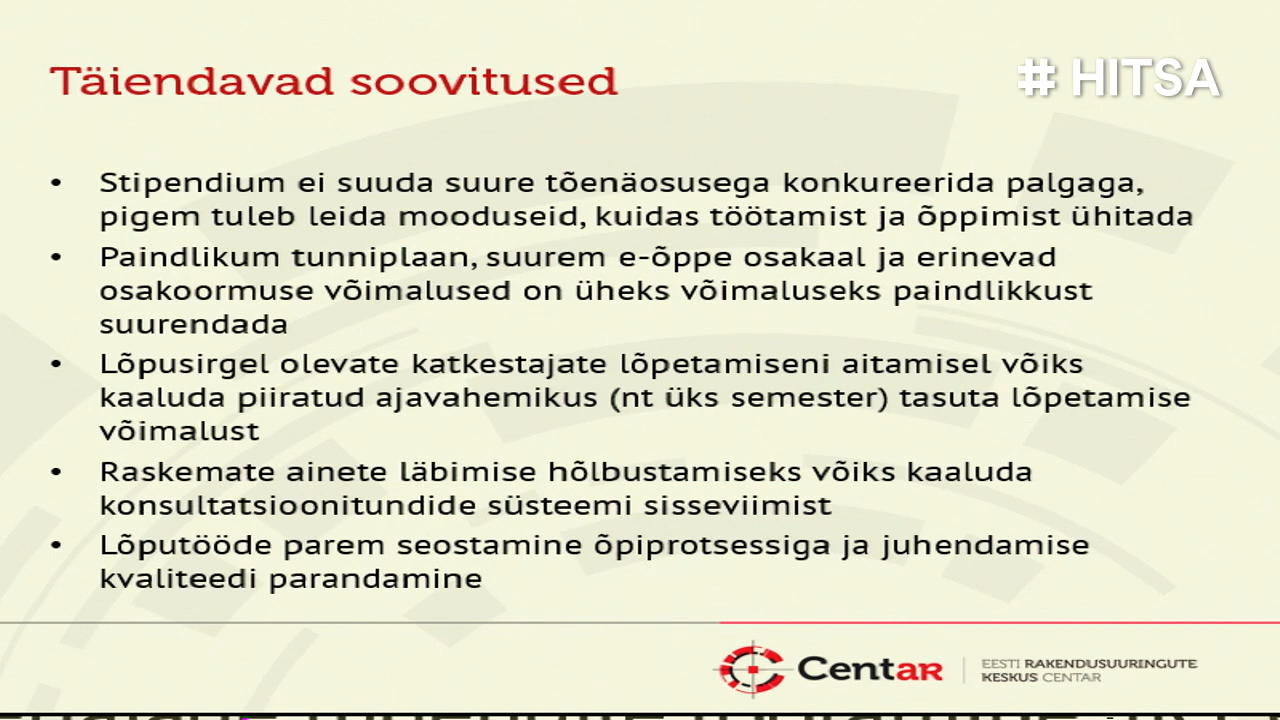 Täiendavad soovitused
# HITSA
• Stipendium ei suuda suure tõenäosusega konkureerida palgaga,
pigem tuleb leida mooduseid, kuidas töötamist ja õppimist ühitada
• Paindlikum tunniplaan, suurem e-õppe osakaal ja erinevad
osakoormuse võimalused on üheks võimaluseks paindlikkust
suurendada
• Lõpusirgel olevate katkestajate lõpetamiseni aitamisel võiks
kaaluda piiratud ajavahemikus (nt üks semester) tasuta lõpetamise
võimalust
• Raskemate ainete läbimise hõlbustamiseks võiks kaaluda
konsultatsioonitundide süsteemi sisseviimist
• Lõputööde parem seostamine õpiprotsessiga ja juhendamise
kvaliteedi parandamine
Centar
EESTI RAKENDUSUURINGUTE
KESKUS CENTAR